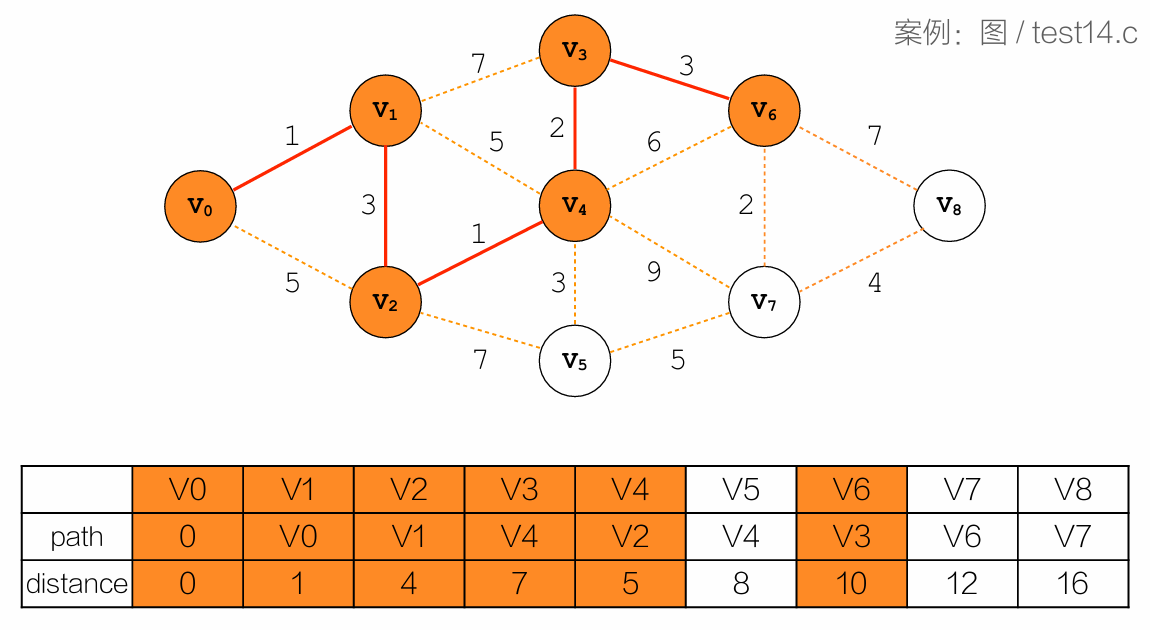 案例：图 / test14.c
V₃
7
3
V₁
V₆
1
5
2
6
7
V₀
3
V₄
2
V₈
1
5
3
9
4
V₂
V₇
7
V₅
5
V0 V1 V2 V3 V4 V5 V6 V7 V8
path 0 V0 V1 V4 V2 V4 V3 V6 V7
distance 0 1 4 7 5 8 10 12 16